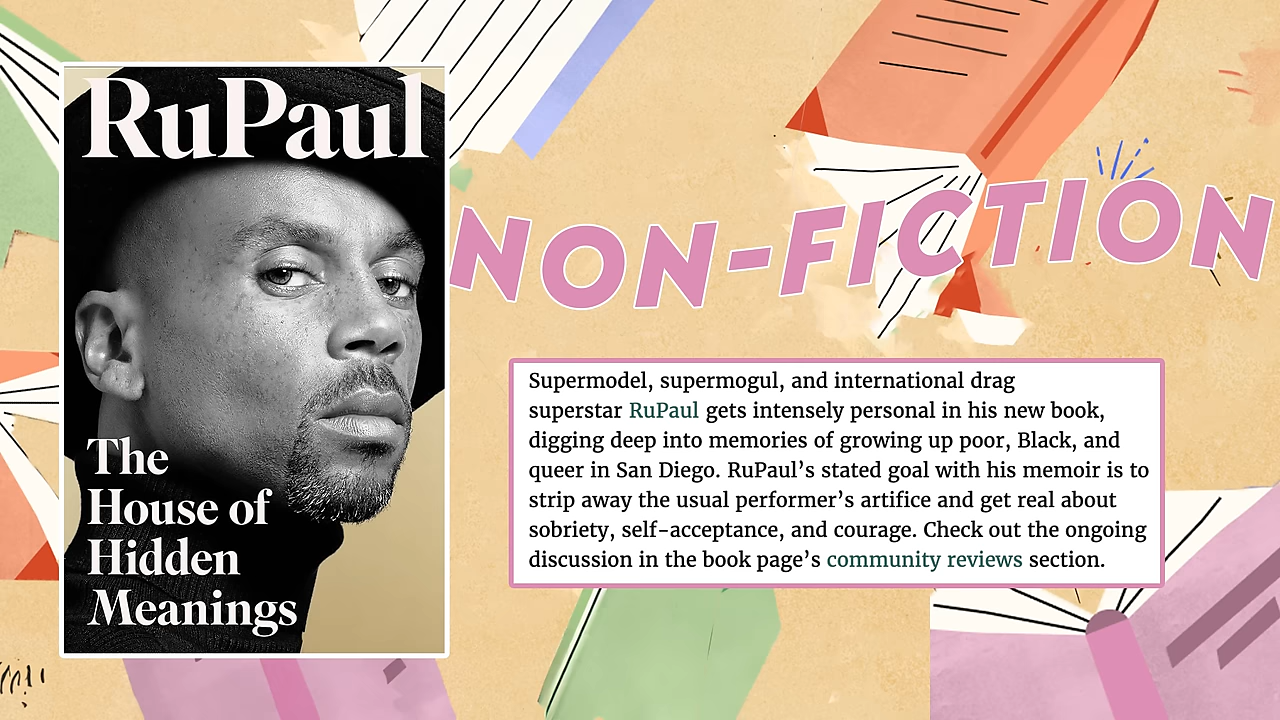 RuPaul
The
House of
Hidden
Meanings
NON-FICTION
Supermodel, supermogul, and international drag
superstar RuPaul gets intensely personal in his new book,
digging deep into memories of growing up poor, Black, and
queer in San Diego. RuPaul’s stated goal with his memoir is to
strip away the usual performer’s artifice and get real about
sobriety, self-acceptance, and courage. Check out the ongoing
discussion in the book page’s community reviews section.